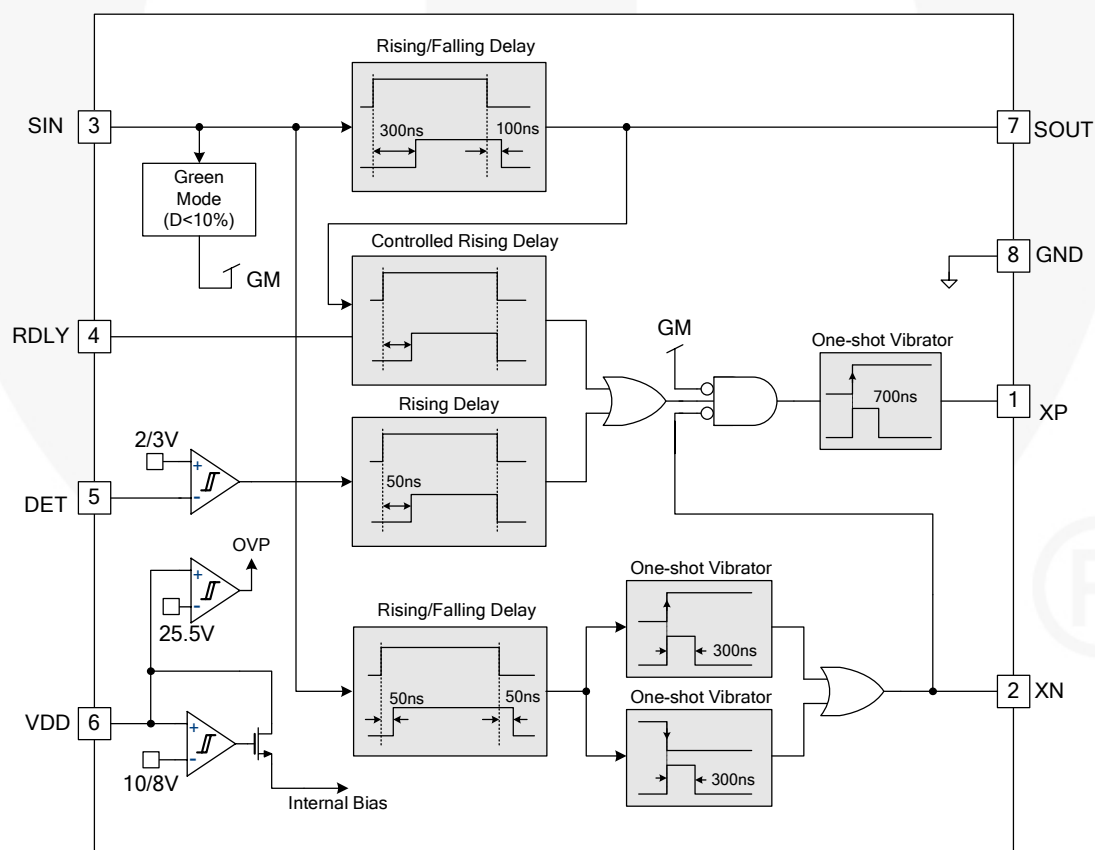 Rising/Falling Delay
SIN
3
300ns
100ns
7
SOUT
Green
Mode
(D<10%)
GM
Controlled Rising Delay
8
GND
RDLY
4
GM
One-shot Vibrator
700ns
1
XP
Rising Delay
2/3V
+
-
50ns
DET
5
OVP
+
-
25.5V
Rising/Falling Delay
One-shot Vibrator
300ns
50ns
50ns
One-shot Vibrator
300ns
2
XN
VDD
6
+
-
10/8V
Internal Bias
R